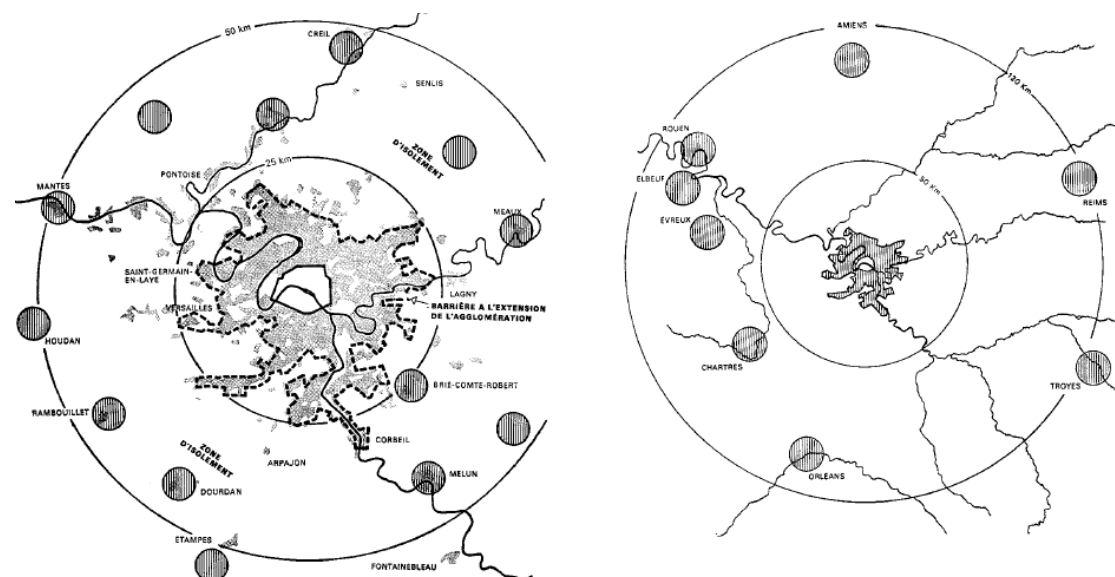 50 km
CREIL
SENLIS
ZONE
D'ISOLEMENT
25 km
PONTOISE
MANTES
MEAUX
SAINT-GERMAIN-
EN-LAYE
LAGNY
VERSAILLES
BARRIÈRE A L'EXTENSION
DE L'AGGLOMÉRATION
HOUDAN
BRIE-COMTE-ROBERT
RAMBOUILLET
CORBEIL
ZONE
D'ISOLEMENT
ARPAJON
MELUN
DOURDAN
ÉTAMPES
FONTAINEBLEAU
AMIENS
120 Km
ROUEN
ELBEUF
50 Km
REIMS
ÉVREUX
CHARTRES
TROYES
ORLÉANS